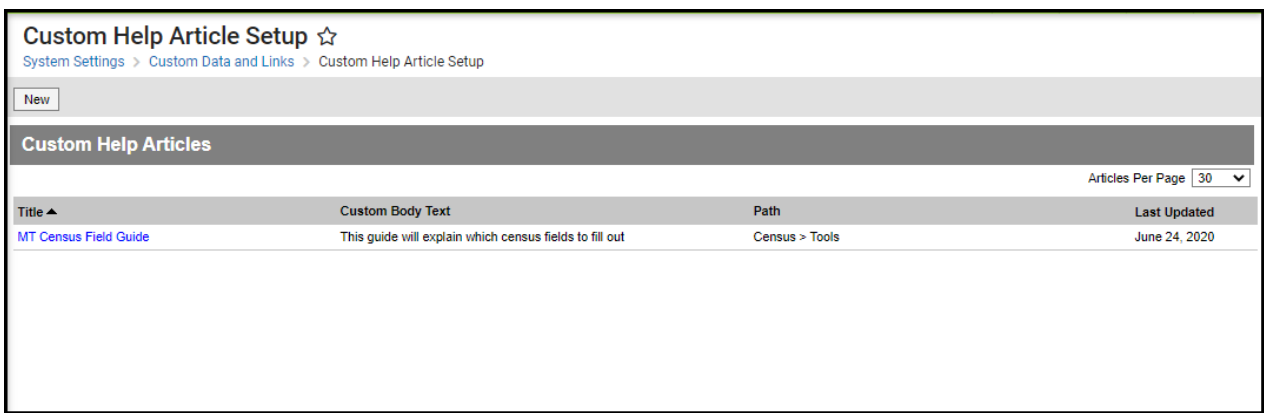 Custom Help Article Setup
System Settings > Custom Data and Links > Custom Help Article Setup
New
Custom Help Articles
Articles Per Page 30
Title Custom Body Text Path Last Updated
MT Census Field Guide This guide will explain which census fields to fill out Census > Tools June 24, 2020